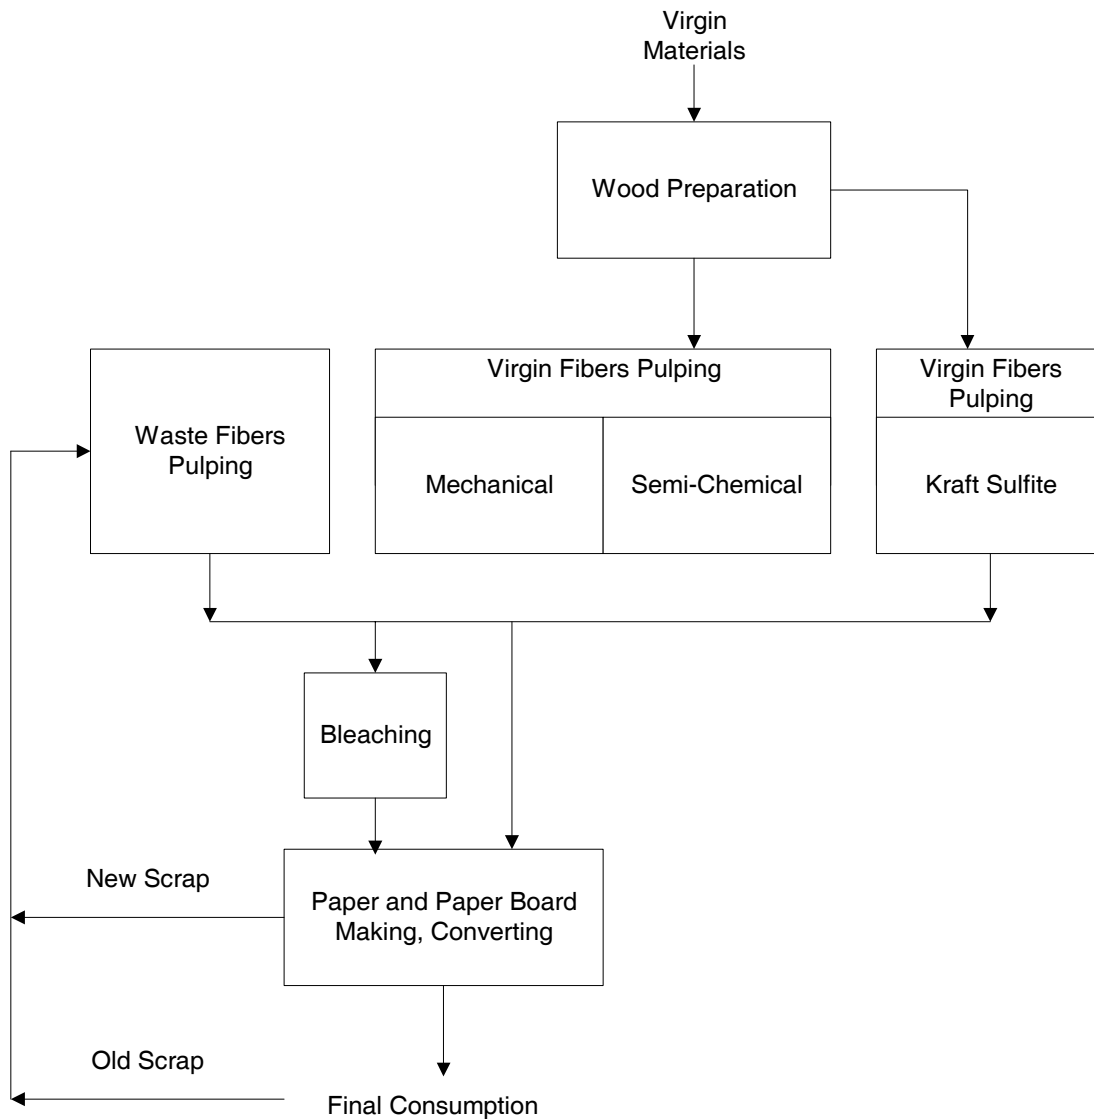 Virgin
Materials
Wood Preparation
Virgin Fibers Pulping
Virgin Fibers
Pulping
Waste Fibers
Pulping
Mechanical
Semi-Chemical
Kraft Sulfite
Bleaching
New Scrap
Paper and Paper Board
Making, Converting
Old Scrap
Final Consumption